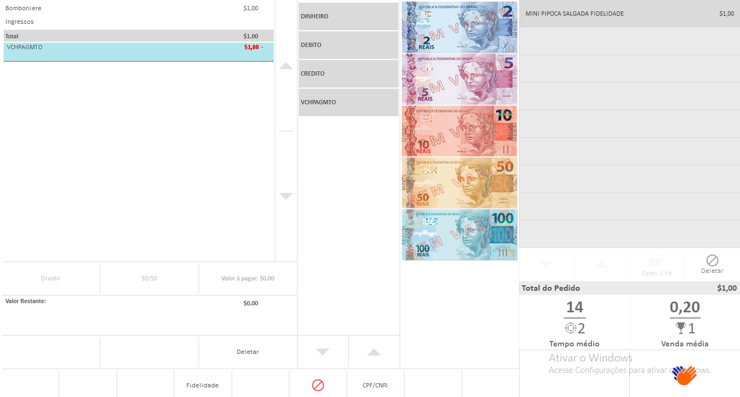 Bomboniere $1,00
Ingressos
Total $1,00
VCHPAGMTO $1,00 -
Dividir 50/50 Valor à pagar: $0,00
Valor Restante: $0,00
Deletar
Fidelidade CPF/CNPJ
DINHEIRO
DEBITO
CREDITO
VCHPAGMTO
2
2
REAIS
5
5
REAIS
10
10
REAIS
50
50
REAIS
100
100
REAIS
MINI PIPOCA SALGADA FIDELIDADE $1,00
Open Line Deletar
Total do Pedido $1,00
14 0,20
2 1
Tempo médio Venda média
Ativar o Windows
Acesse Configurações para ativar o Windows.